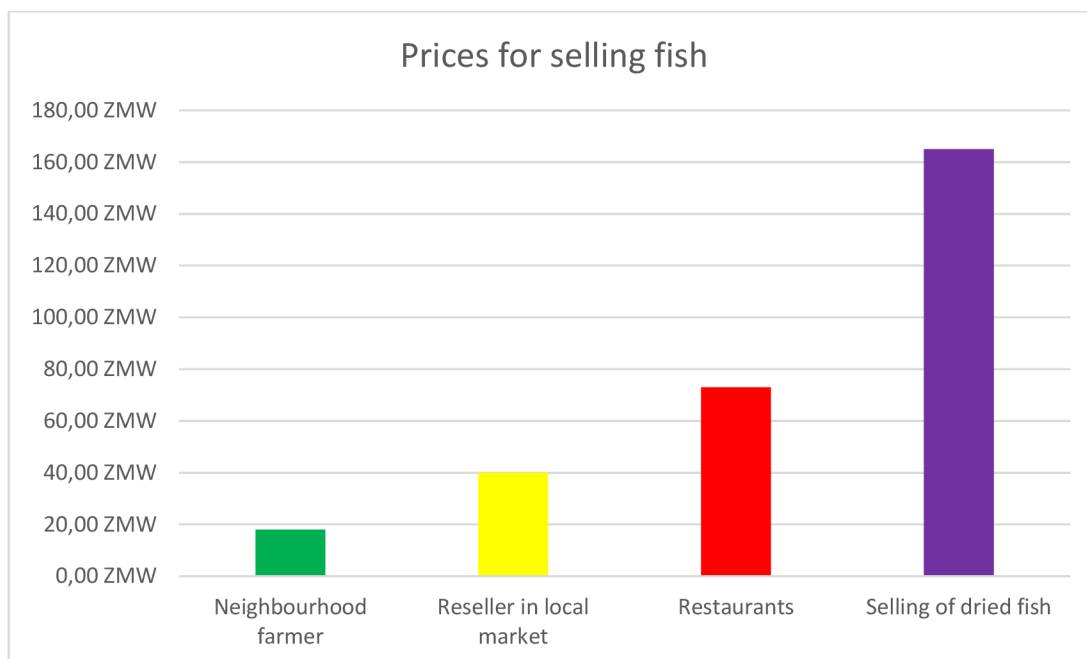 Prices for selling fish
180,00 ZMW
160,00 ZMW
140,00 ZMW
120,00 ZMW
100,00 ZMW
80,00 ZMW
60,00 ZMW
40,00 ZMW
20,00 ZMW
0,00 ZMW
Neighbourhood
farmer
Reseller in local
market
Restaurants
Selling of dried fish